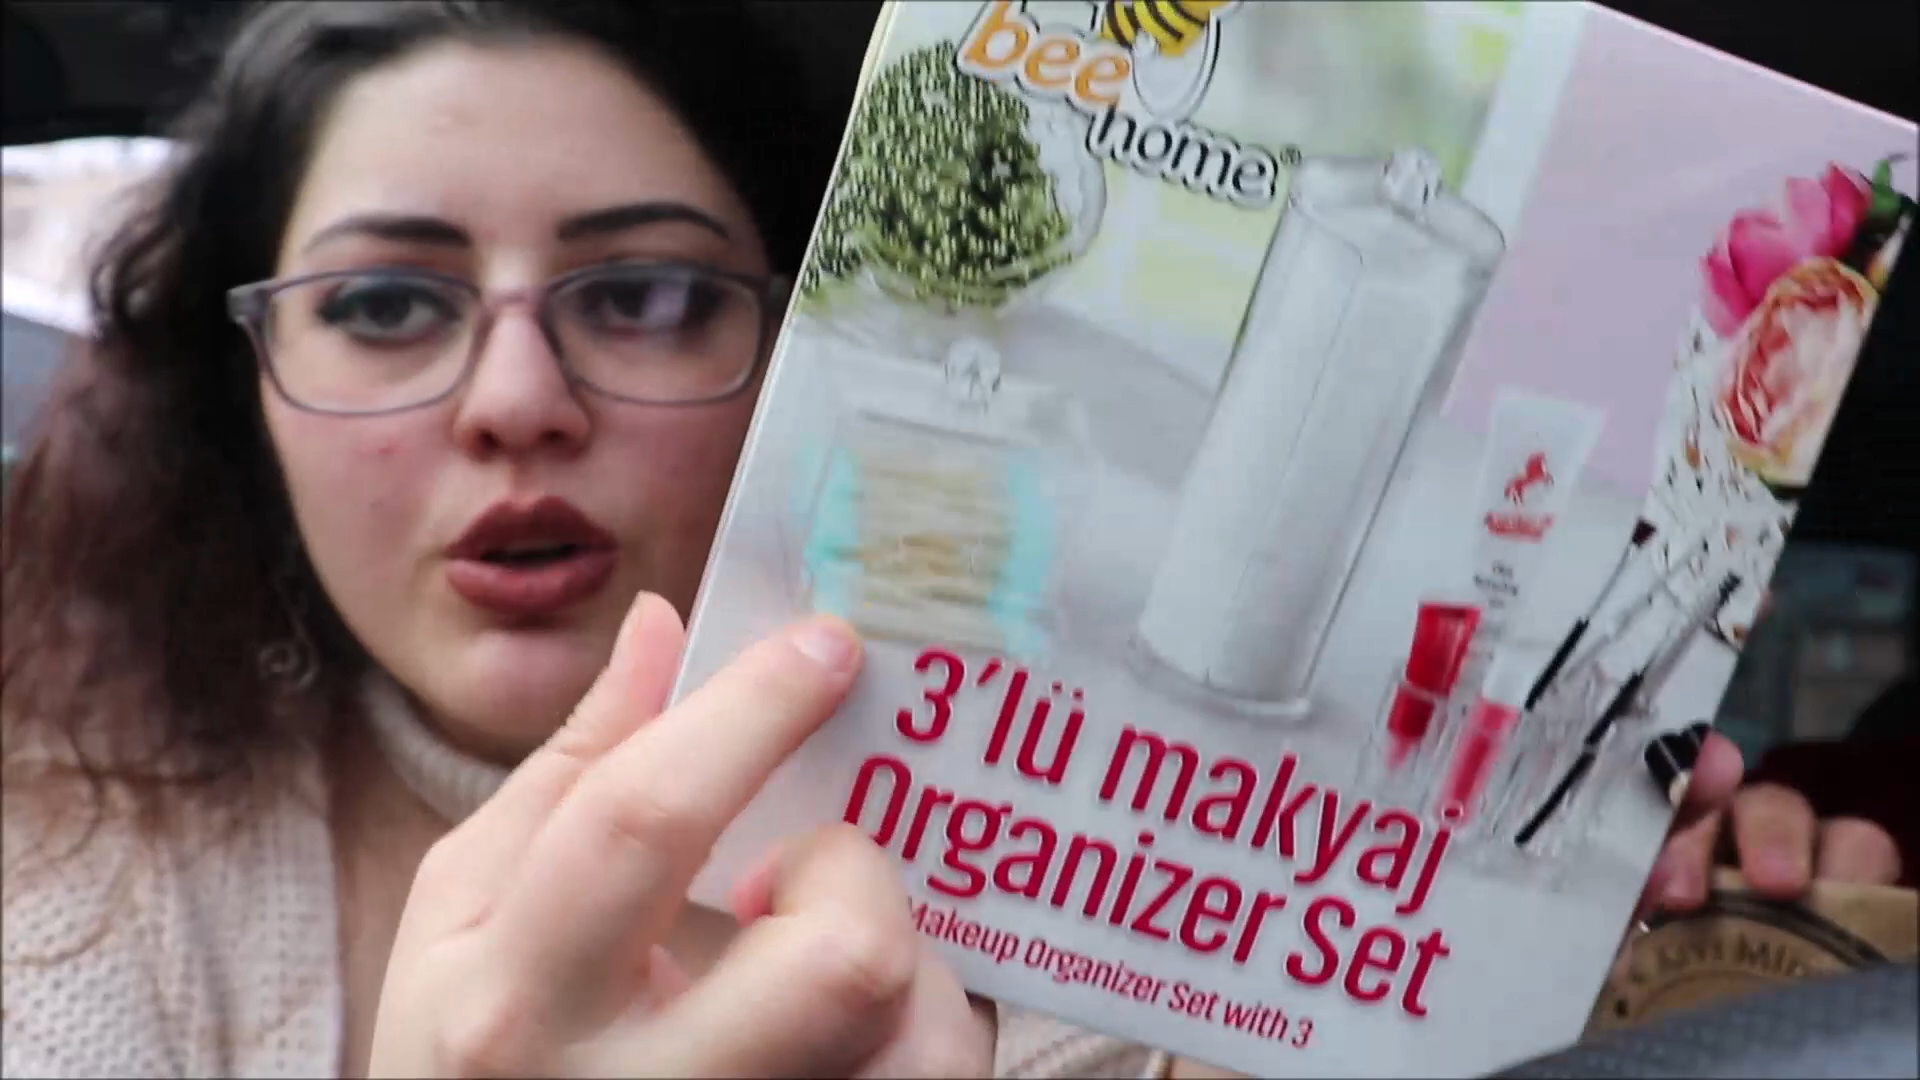 bee
home®
3'lü makyaj
Organizer Set
Makeup Organizer Set with 3